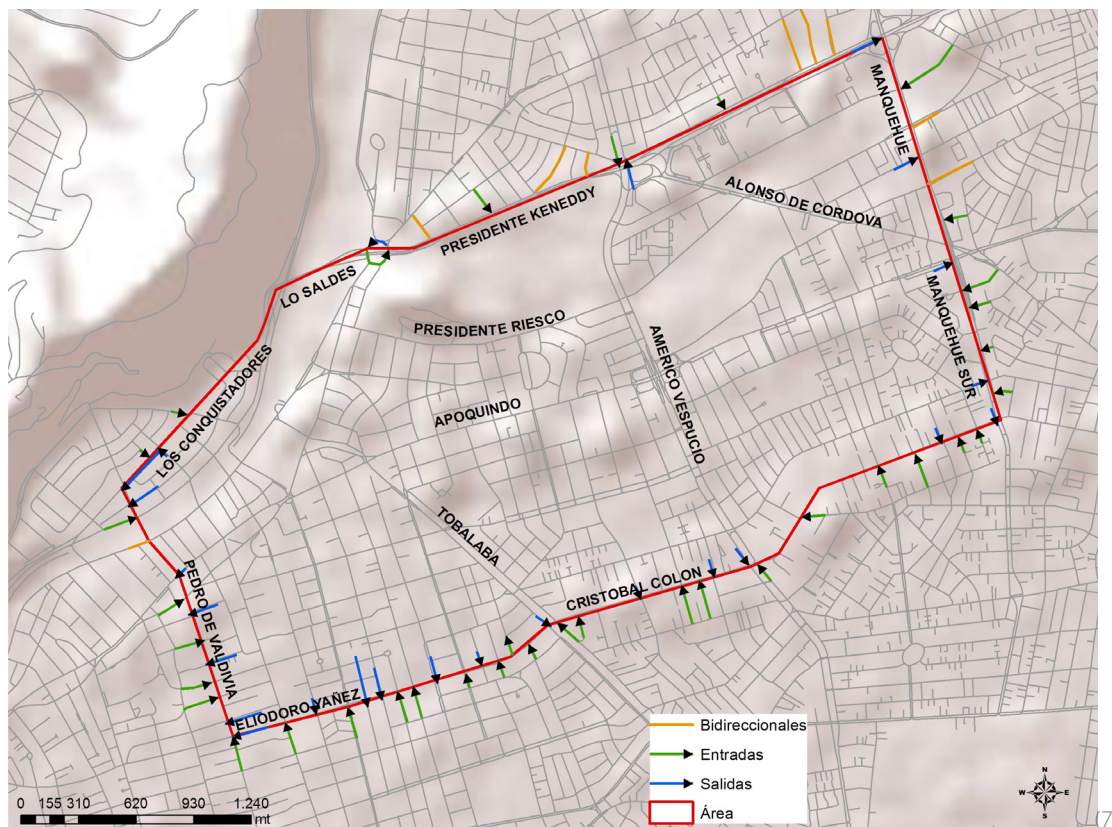 MANQUEHUE
ALONSO DE CORDOVA
PRESIDENTE KENEDDY
LO SALDES
MANQUEHUE SUR
PRESIDENTE RIESCO
AMERICO VESPUCIO
LOS CONQUISTADORES
APOQUINDO
TOBALABA
PEDRO DE VALDIVIA
CRISTOBAL COLON
ELIODORO YAÑEZ
Bidireccionales
Entradas
Salidas
Área
0 155 310 620 930 1.240
mt
N
W E
S